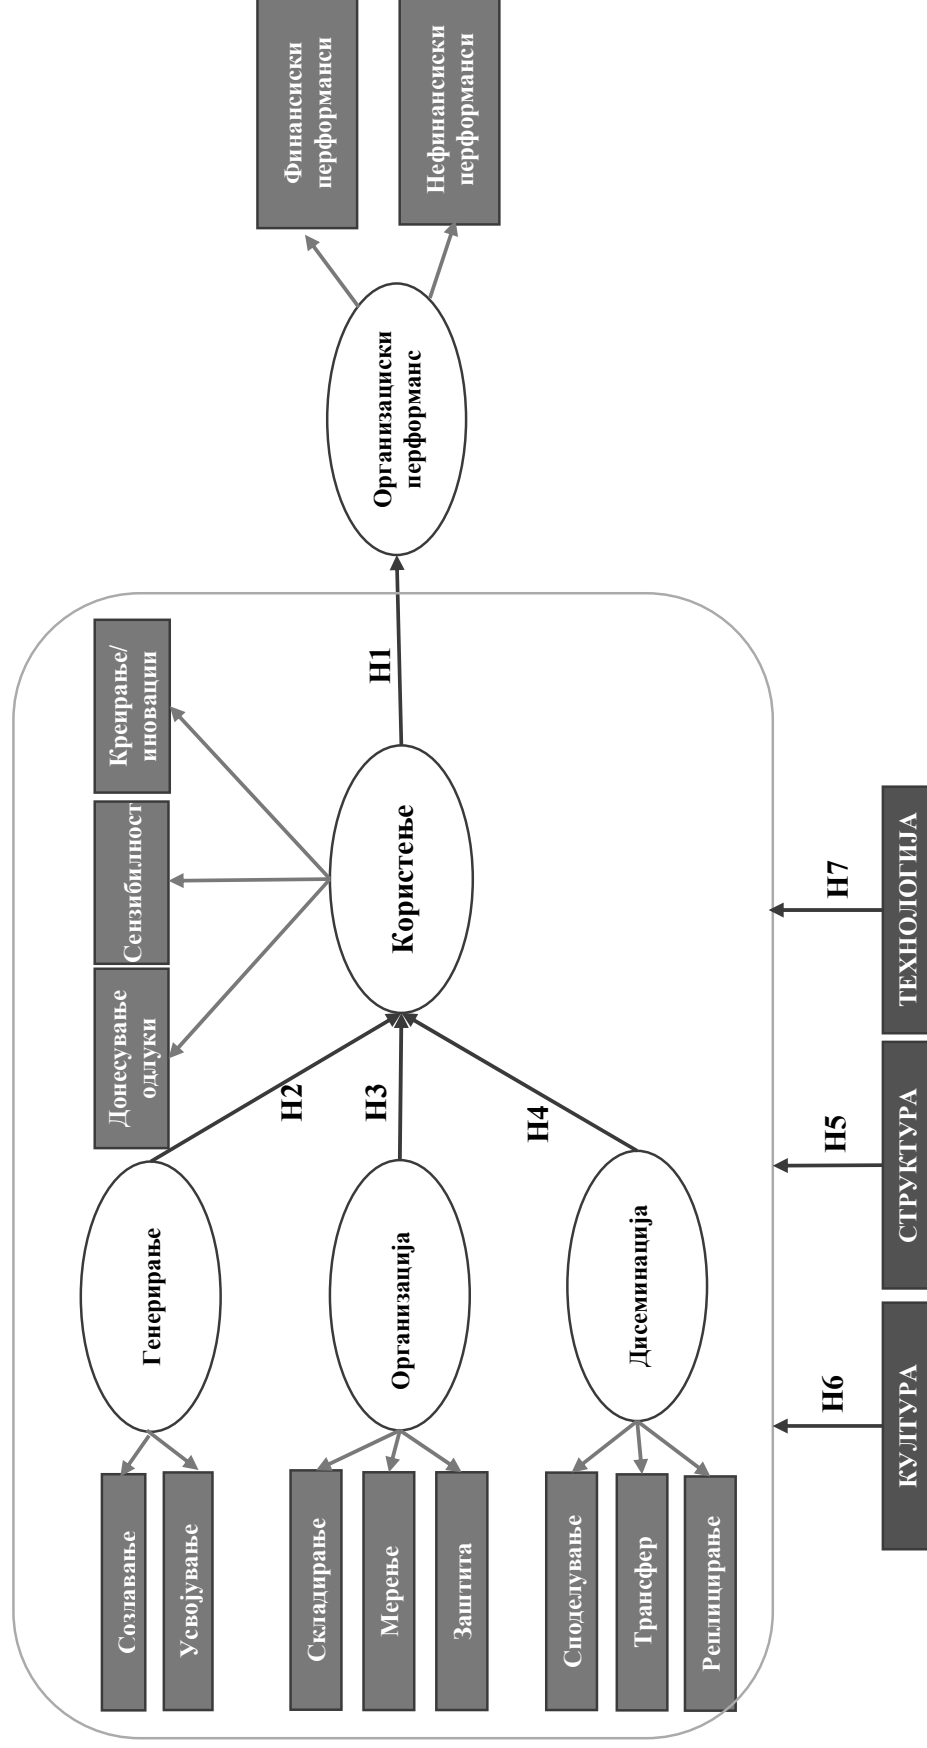 Создавање
Усвојување
Складирање
Мерење
Заштита
Споделување
Трансфер
Реплицирање
Генерирање
Организација
Дисеминација
H2
H3
H4
Донесување
одлуки
Сензибилност
Креирање/
иновации
Користење
H1
Организациски
перформанс
Финансиски
перформанси
Нефинансиски
перформанси
H6
H5
H7
КУЛТУРА
СТРУКТУРА
ТЕХНОЛОГИЈА